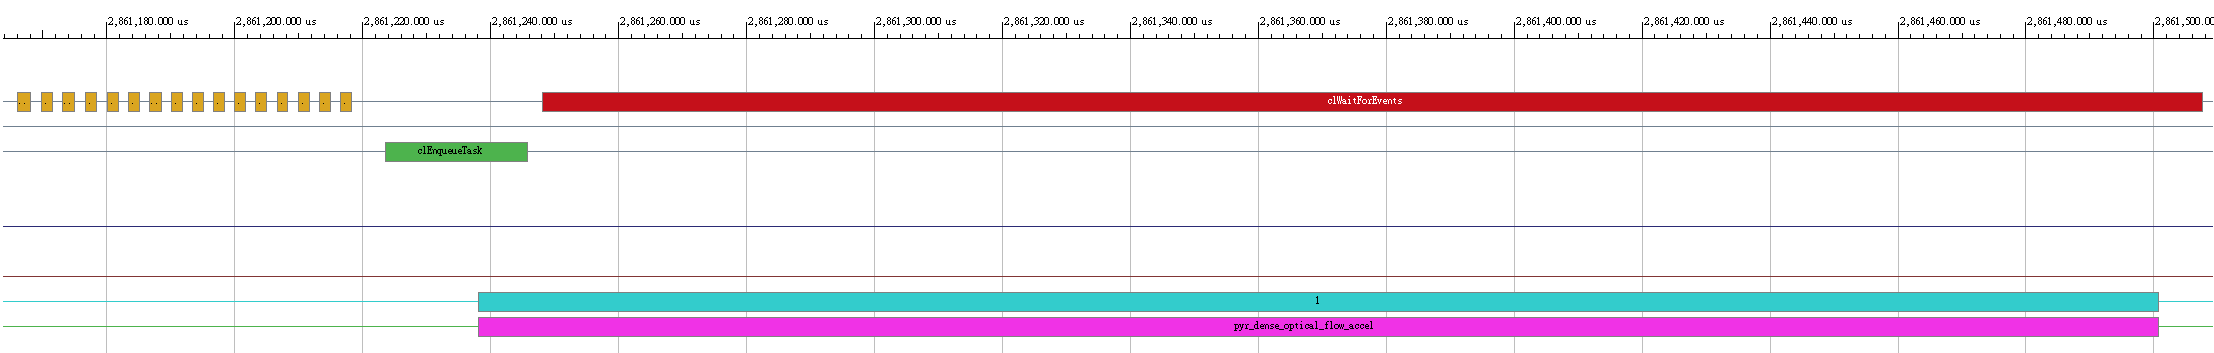 2,861,180.000 us 2,861,200.000 us 2,861,220.000 us 2,861,240.000 us 2,861,260.000 us 2,861,280.000 us 2,861,300.000 us 2,861,320.000 us 2,861,340.000 us 2,861,360.000 us 2,861,380.000 us 2,861,400.000 us 2,861,420.000 us 2,861,440.000 us 2,861,460.000 us 2,861,480.000 us 2,861,500.00
clWaitForEvents
clEnqueueTask
1
pyr_dense_optical_flow_accel